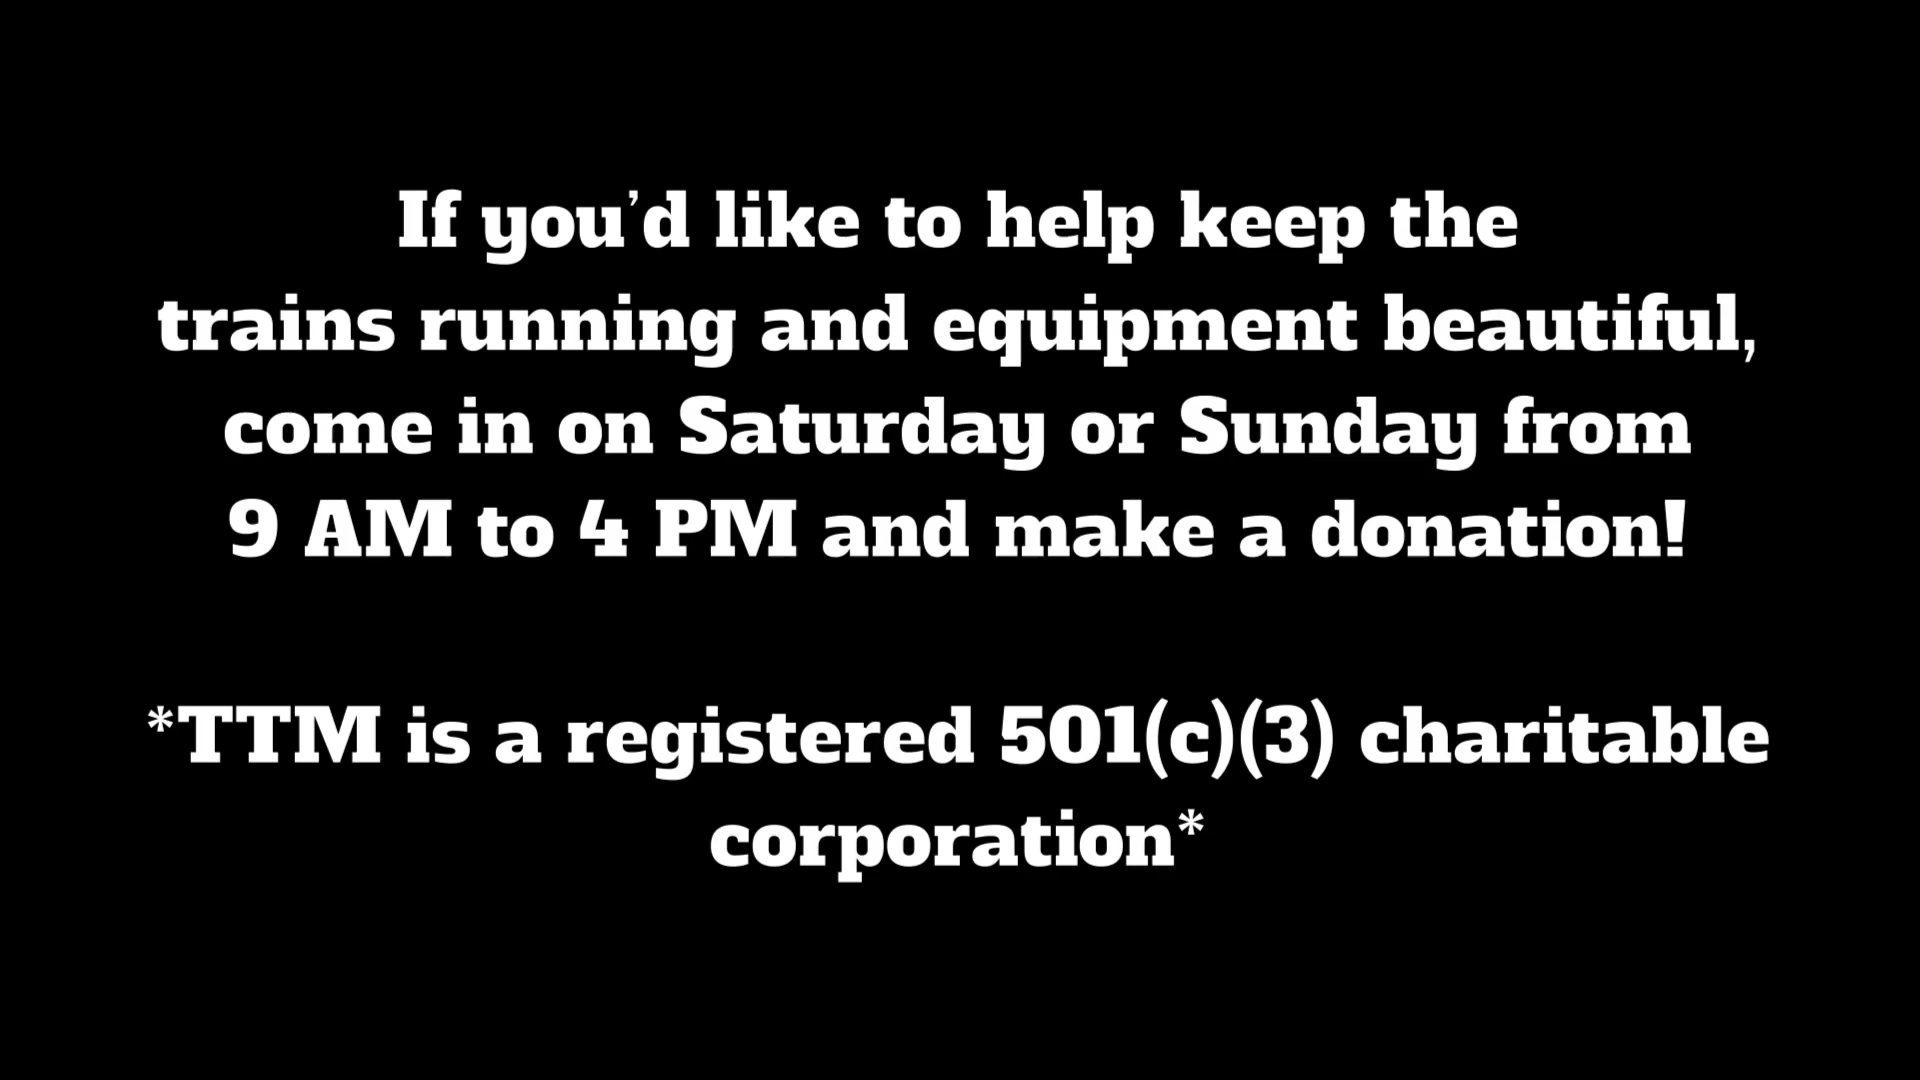 If you’d like to help keep the
trains running and equipment beautiful,
come in on Saturday or Sunday from
9 AM to 4 PM and make a donation!
*TTM is a registered 501(c)(3) charitable
corporation*